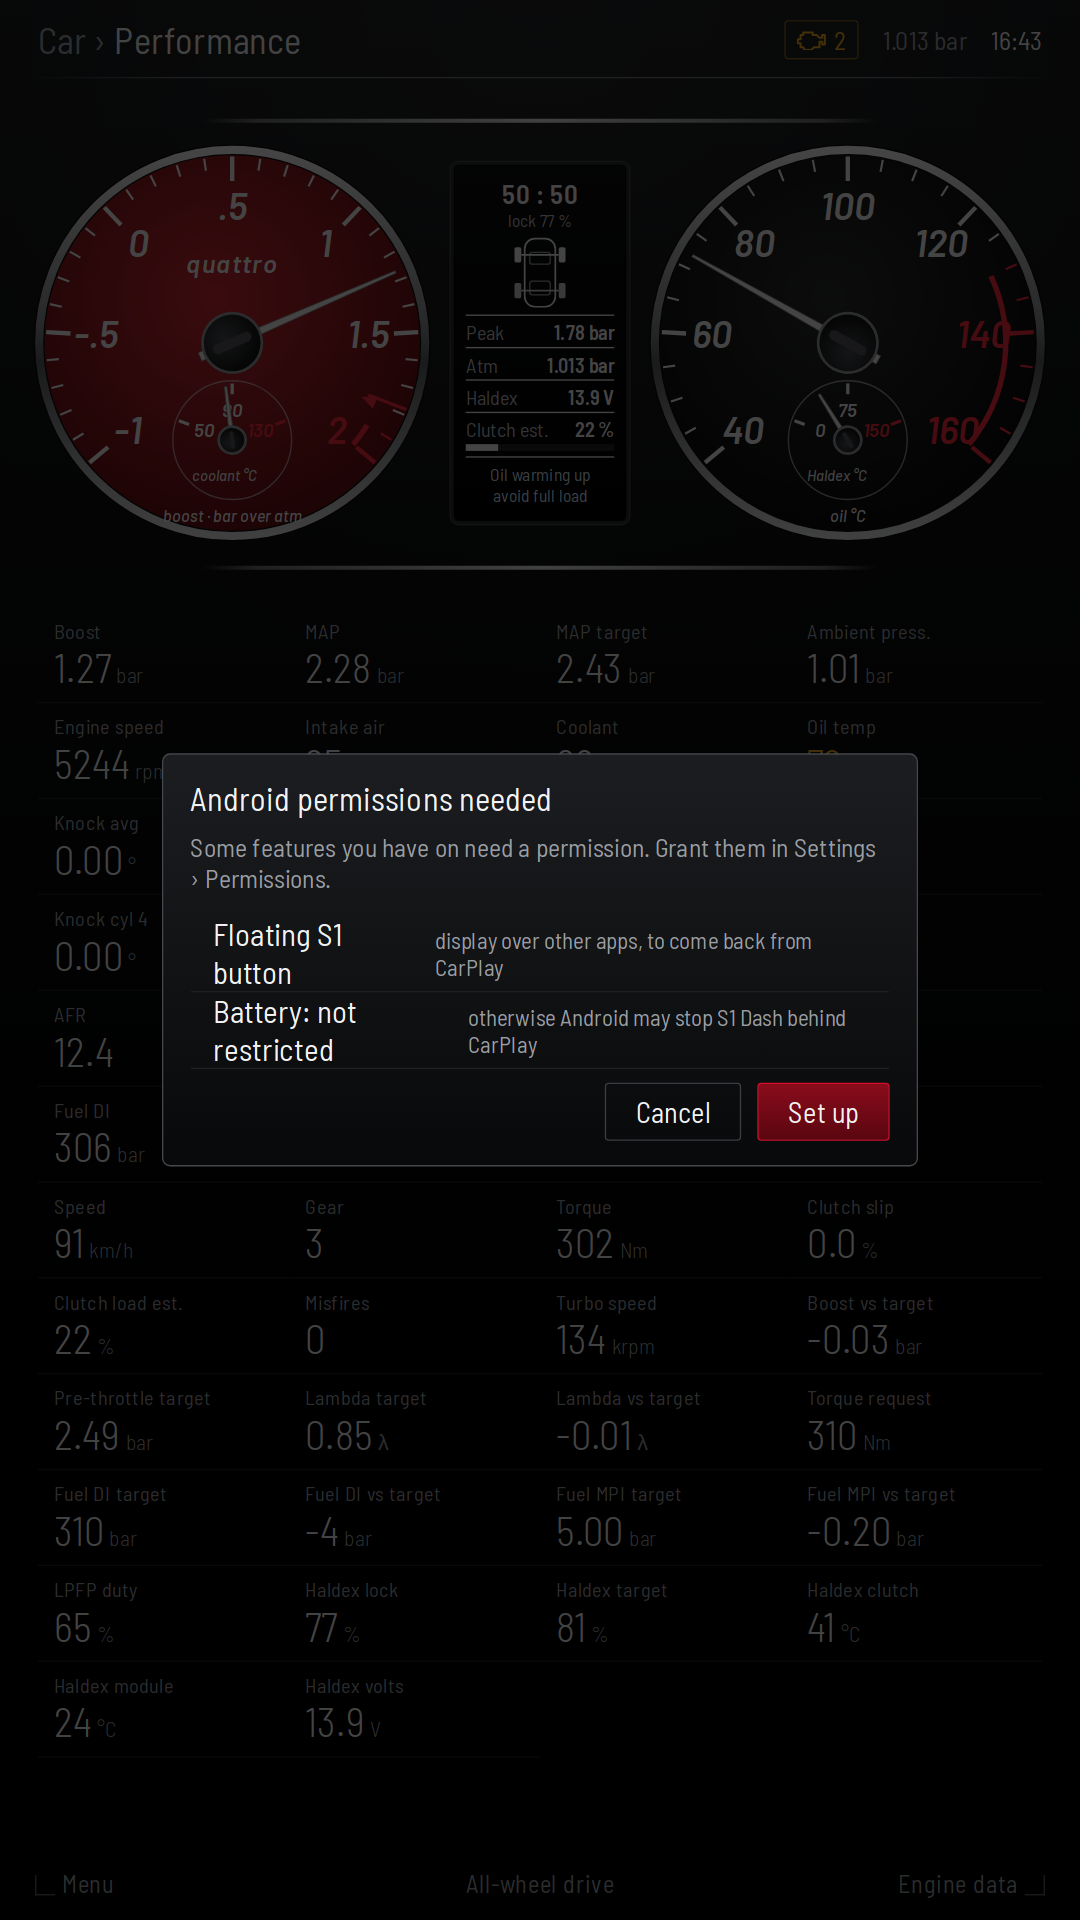 Car › Performance
2
1.013 bar
16:43
-1
-.5
0
.5
1
1.5
2
quattro
50
90
130
coolant °C
boost · bar over atm
50 : 50
lock 77 %
Peak 1.78 bar
Atm 1.013 bar
Haldex 13.9 V
Clutch est. 22 %
Oil warming up
avoid full load
40
60
80
100
120
140
160
0
75
150
Haldex °C
oil °C
Boost MAP MAP target Ambient press.
1.27 bar 2.28 bar 2.43 bar 1.01 bar
Engine speed Intake air Coolant Oil temp
5244 rpm
Android permissions needed
Some features you have on need a permission. Grant them in Settings
› Permissions.
Floating S1
button
display over other apps, to come back from
CarPlay
Battery: not
restricted
otherwise Android may stop S1 Dash behind
CarPlay
Cancel Set up
Knock avg
0.00 °
Knock cyl 4
0.00 °
AFR
12.4
Fuel DI
306 bar
Speed Gear Torque Clutch slip
91 km/h 3 302 Nm 0.0 %
Clutch load est. Misfires Turbo speed Boost vs target
22 % 0 134 krpm -0.03 bar
Pre-throttle target Lambda target Lambda vs target Torque request
2.49 bar 0.85 λ -0.01 λ 310 Nm
Fuel DI target Fuel DI vs target Fuel MPI target Fuel MPI vs target
310 bar -4 bar 5.00 bar -0.20 bar
LPFP duty Haldex lock Haldex target Haldex clutch
65 % 77 % 81 % 41 °C
Haldex module Haldex volts
24 °C 13.9 V
Menu All-wheel drive Engine data